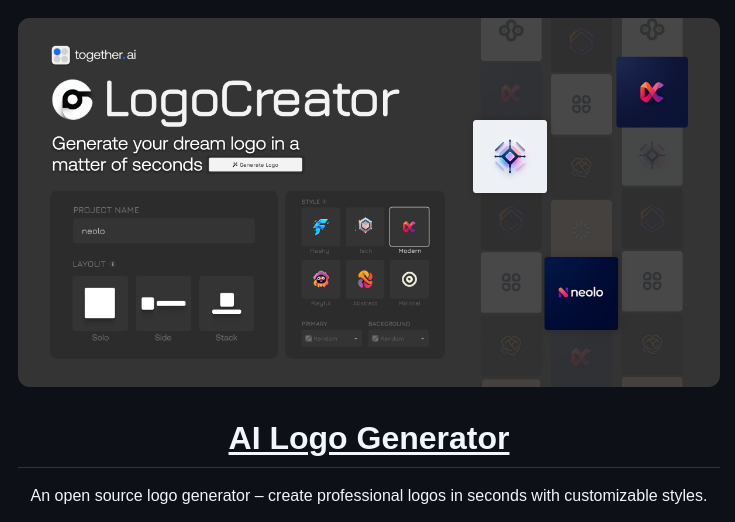 together.ai
LogoCreator
Generate your dream logo in a
matter of seconds
Generate Logo
PROJECT NAME
neolo
LAYOUT
Solo
Side
Stack
STYLE
Flashy
Tech
Modern
Playful
Abstract
Minimal
PRIMARY
BACKGROUND
Random
Random
neolo
AI Logo Generator
An open source logo generator – create professional logos in seconds with customizable styles.